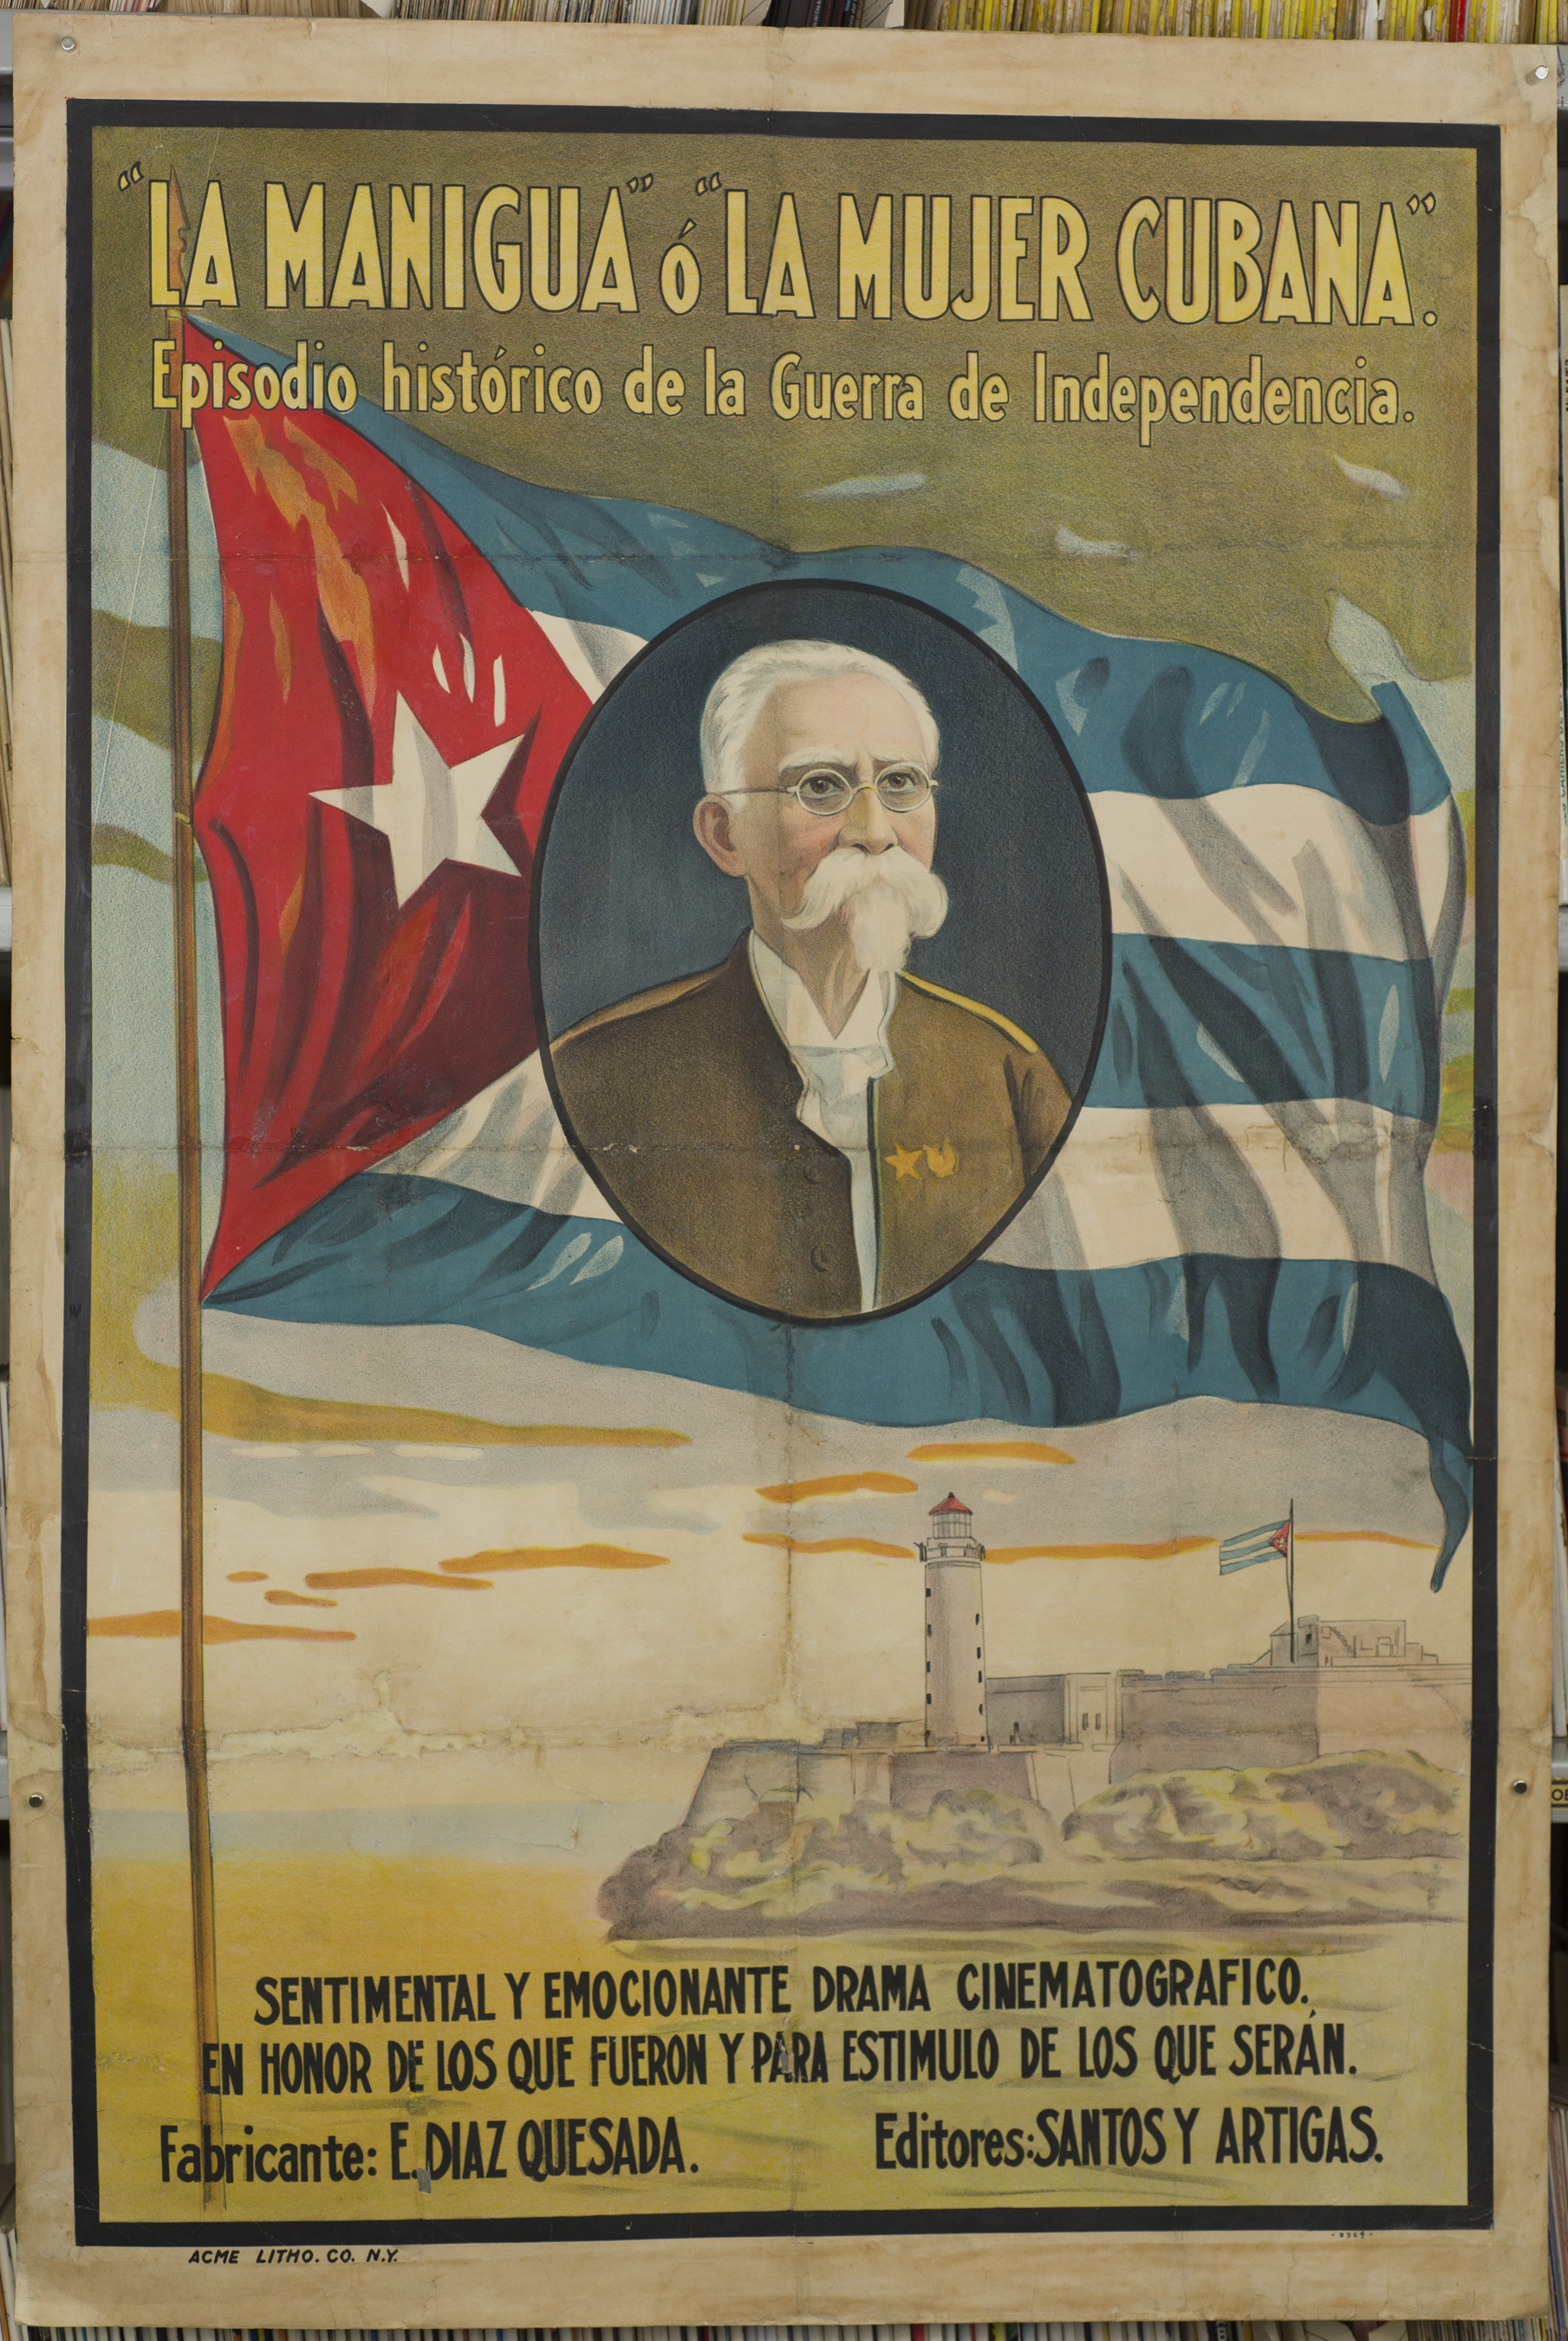 “LA MANIGUA” ó “LA MUJER CUBANA”.
Episodio histórico de la Guerra de Independencia.
SENTIMENTAL Y EMOCIONANTE DRAMA CINEMATOGRAFICO.
EN HONOR DE LOS QUE FUERON Y PARA ESTIMULO DE LOS QUE SERÁN.
Fabricante: E. DIAZ QUESADA. Editores: SANTOS Y ARTIGAS.
ACME LITHO. CO. N.Y.